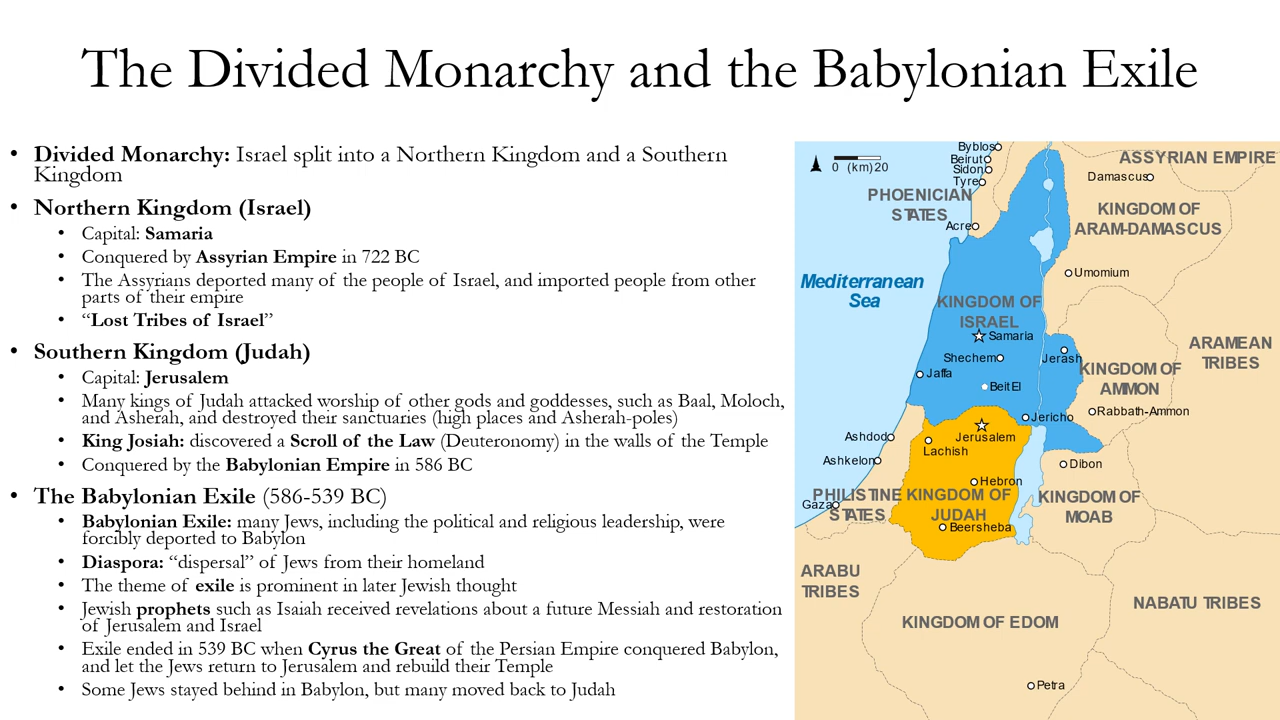 The Divided Monarchy and the Babylonian Exile
• Divided Monarchy: Israel split into a Northern Kingdom and a Southern
Kingdom
• Northern Kingdom (Israel)
• Capital: Samaria
• Conquered by Assyrian Empire in 722 BC
• The Assyrians deported many of the people of Israel, and imported people from other
parts of their empire
• “Lost Tribes of Israel”
• Southern Kingdom (Judah)
• Capital: Jerusalem
• Many kings of Judah attacked worship of other gods and goddesses, such as Baal, Moloch,
and Asherah, and destroyed their sanctuaries (high places and Asherah-poles)
• King Josiah: discovered a Scroll of the Law (Deuteronomy) in the walls of the Temple
• Conquered by the Babylonian Empire in 586 BC
• The Babylonian Exile (586-539 BC)
• Babylonian Exile: many Jews, including the political and religious leadership, were
forcibly deported to Babylon
• Diaspora: “dispersal” of Jews from their homeland
• The theme of exile is prominent in later Jewish thought
• Jewish prophets such as Isaiah received revelations about a future Messiah and restoration
of Jerusalem and Israel
• Exile ended in 539 BC when Cyrus the Great of the Persian Empire conquered Babylon,
and let the Jews return to Jerusalem and rebuild their Temple
• Some Jews stayed behind in Babylon, but many moved back to Judah
0 (km) 20
Byblos
Beirut
Sidon
Tyre
ASSYRIAN EMPIRE
Damascus
PHOENICIAN
STATES
KINGDOM OF
ARAM-DAMASCUS
Acre
Umomium
Mediterranean
Sea
KINGDOM OF
ISRAEL
Samaria
Shechem
Jerash
ARAMEAN
TRIBES
Jaffa
Beit El
KINGDOM OF
AMMON
Jericho
Rabbath-Ammon
Ashdod
Jerusalem
Lachish
Ashkelon
Dibon
Hebron
PHILISTINE
STATES
Gaza
KINGDOM OF
JUDAH
KINGDOM OF
MOAB
Beersheba
ARABU
TRIBES
NABATU TRIBES
KINGDOM OF EDOM
Petra